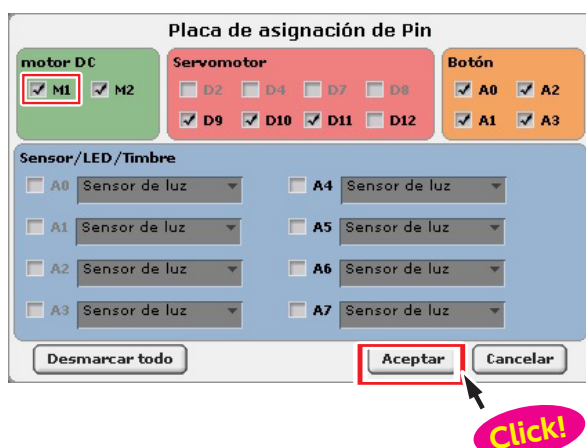 Placa de asignación de Pin
motor DC
M1 M2
Servomotor
D2 D4 D7 D8
D9 D10 D11 D12
Botón
A0 A2
A1 A3
Sensor/LED/Timbre
A0 Sensor de luz A4 Sensor de luz
A1 Sensor de luz A5 Sensor de luz
A2 Sensor de luz A6 Sensor de luz
A3 Sensor de luz A7 Sensor de luz
Desmarcar todo Aceptar Cancelar
Click!